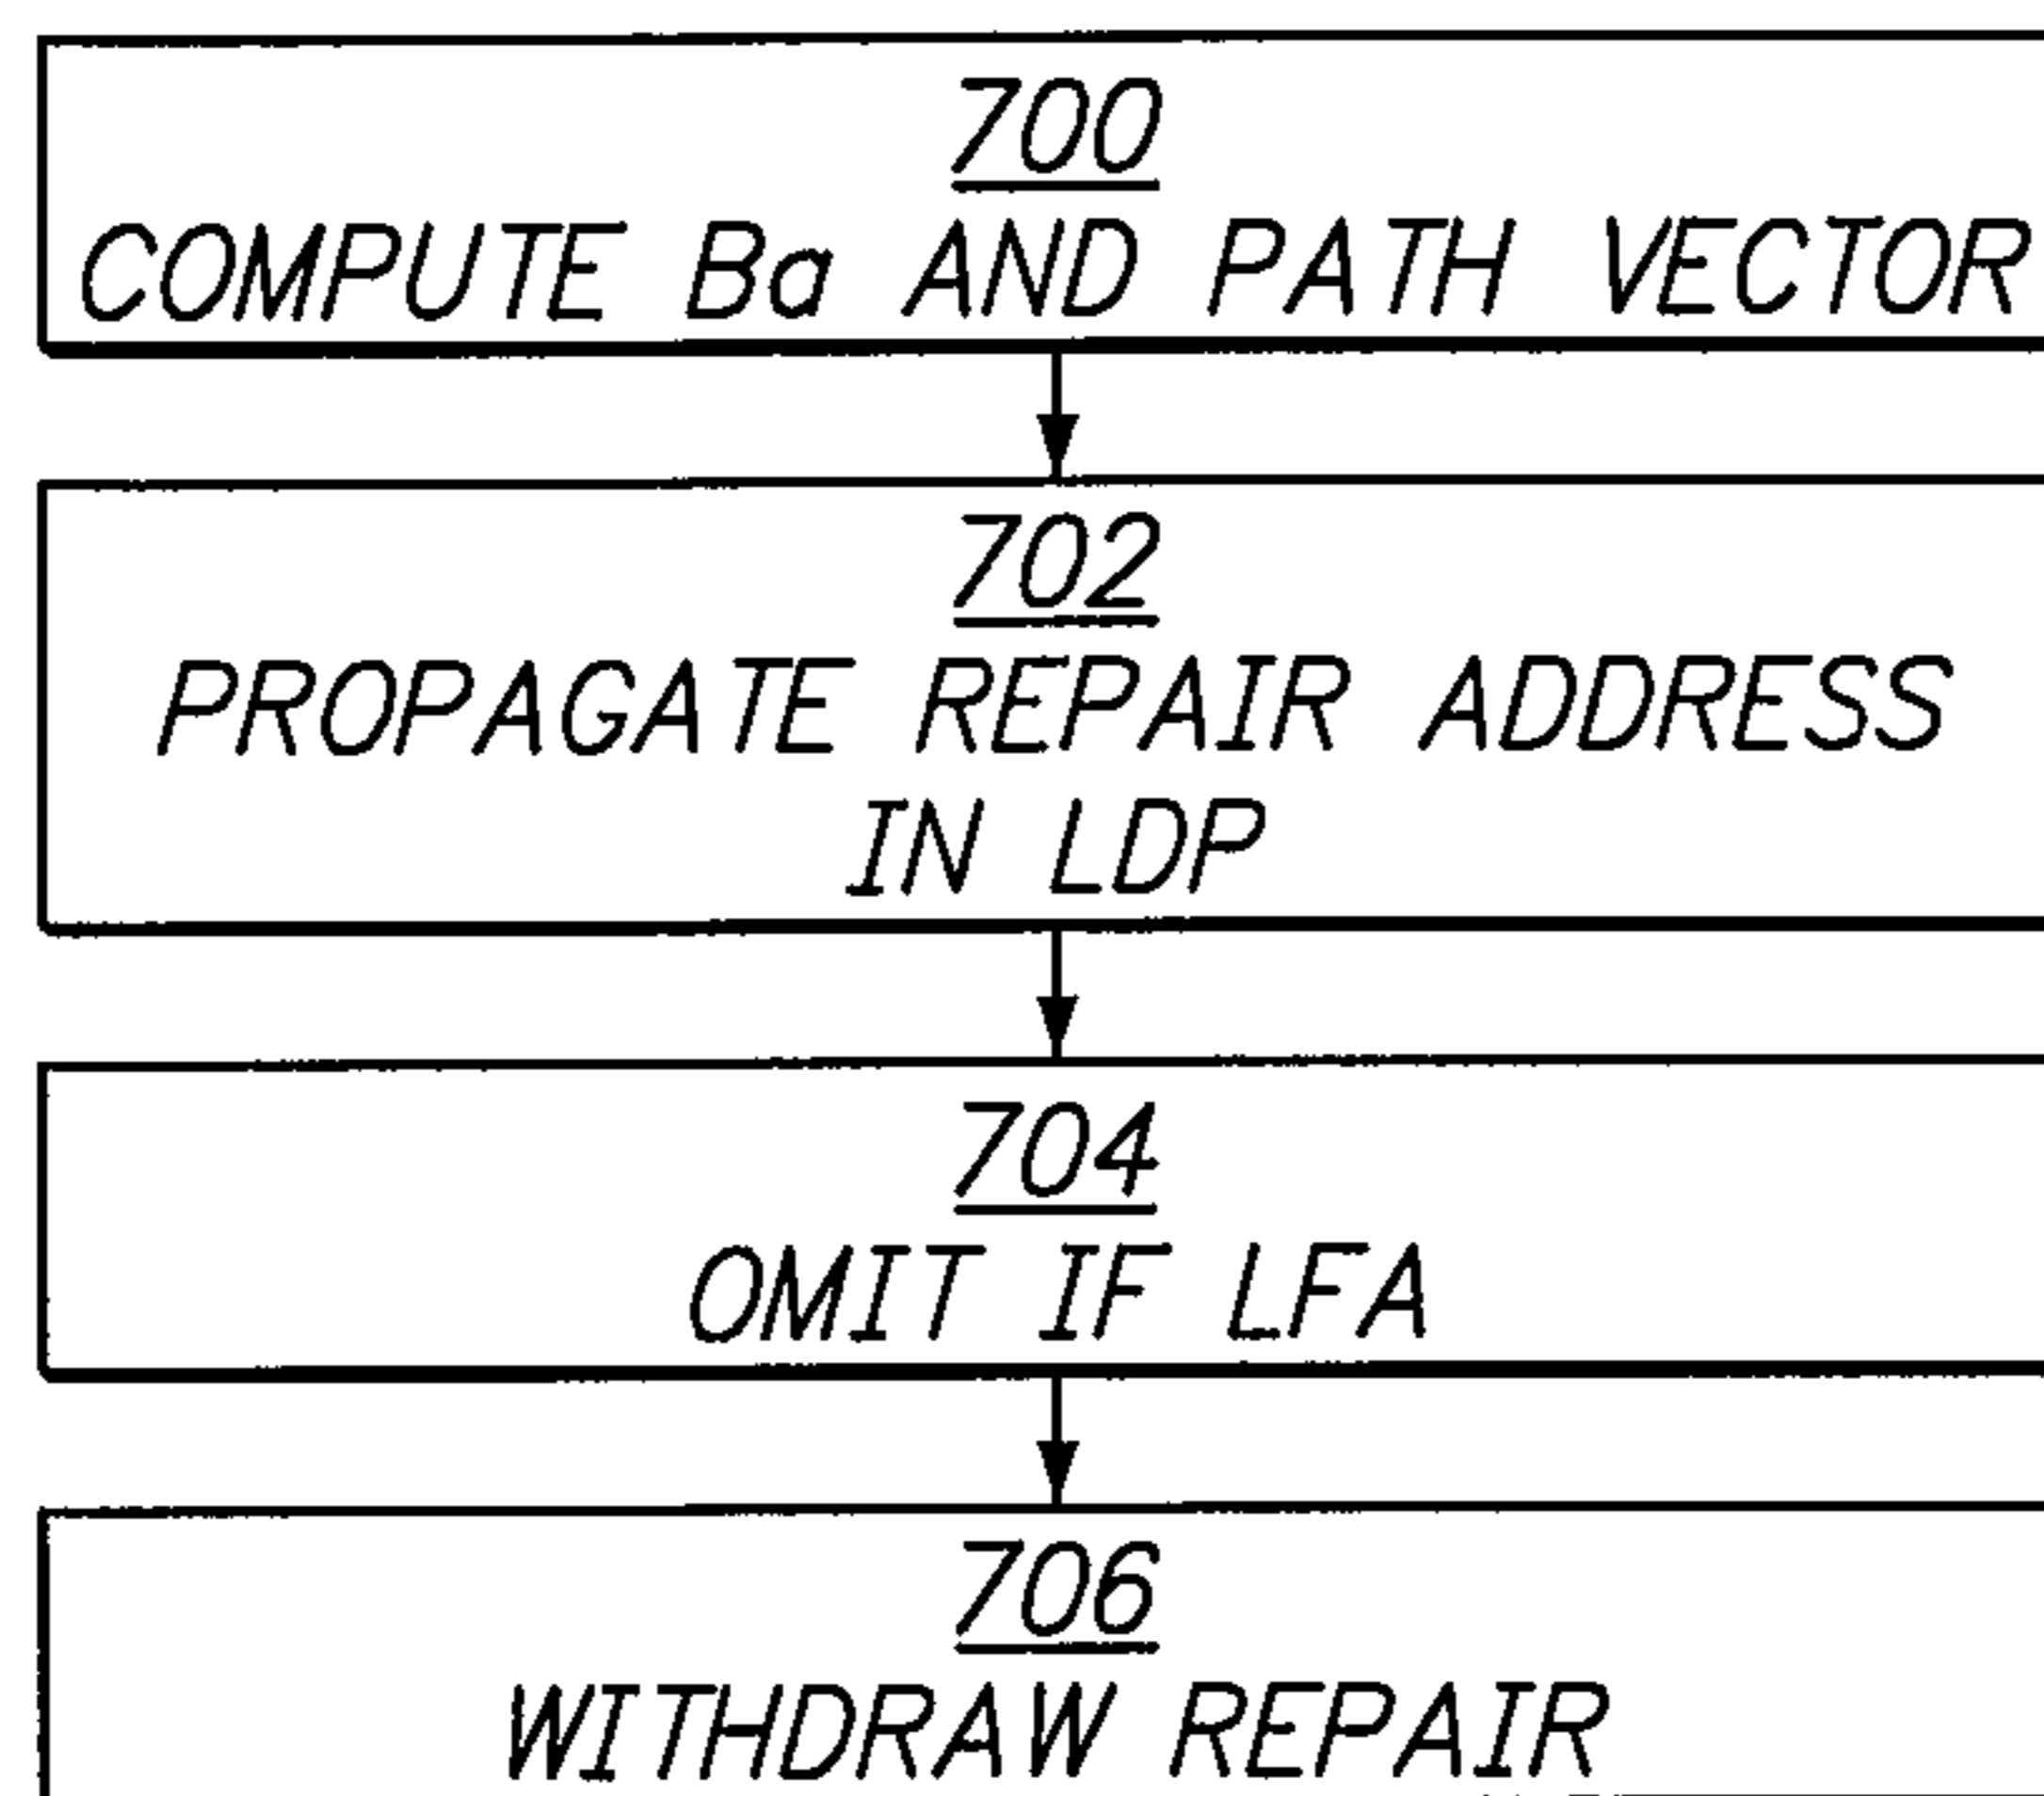 700
COMPUTE Ba AND PATH VECTOR
702
PROPAGATE REPAIR ADDRESS
IN LDP
704
OMIT IF LFA
706
WITHDRAW REPAIR